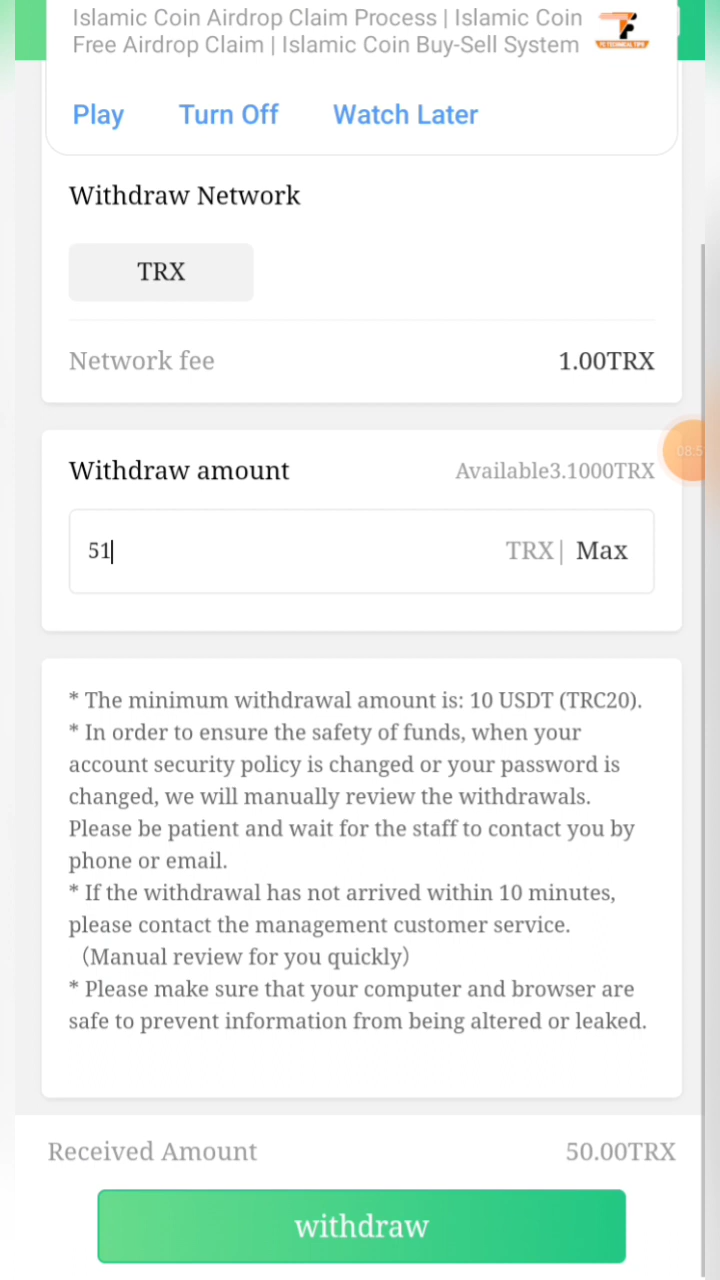 Islamic Coin Airdrop Claim Process | Islamic Coin
Free Airdrop Claim | Islamic Coin Buy-Sell System
Play Turn Off Watch Later
Withdraw Network
TRX
Network fee 1.00TRX
08:5
Withdraw amount Available3.1000TRX
51 TRX| Max
* The minimum withdrawal amount is: 10 USDT (TRC20).
* In order to ensure the safety of funds, when your
account security policy is changed or your password is
changed, we will manually review the withdrawals.
Please be patient and wait for the staff to contact you by
phone or email.
* If the withdrawal has not arrived within 10 minutes,
please contact the management customer service.
（Manual review for you quickly）
* Please make sure that your computer and browser are
safe to prevent information from being altered or leaked.
Received Amount 50.00TRX
withdraw